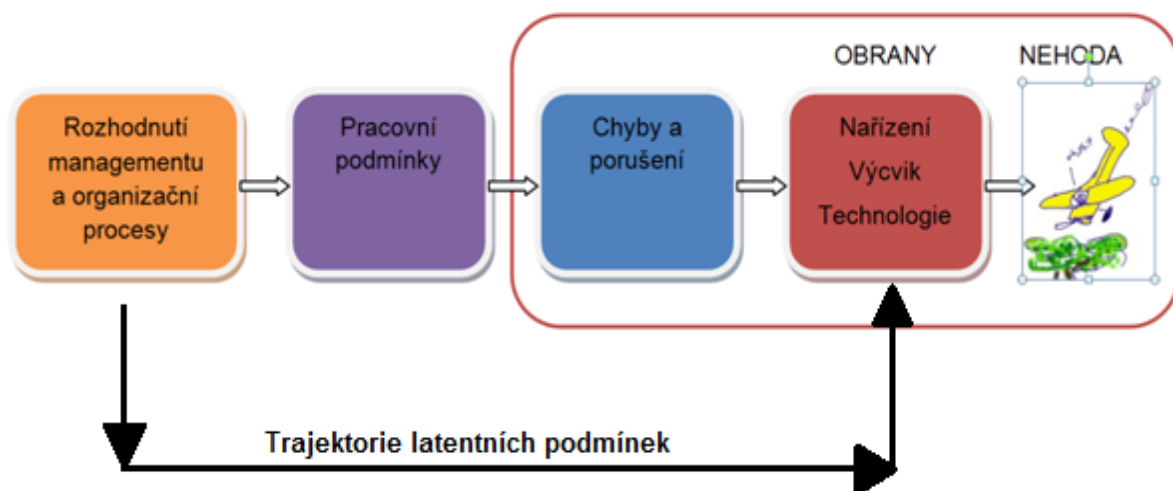 OBRANY
NEHODA
Rozhodnutí
managementu
a organizační
procesy
Pracovní
podmínky
Chyby a
porušení
Nařízení
Výcvik
Technologie
Trajektorie latentních podmínek